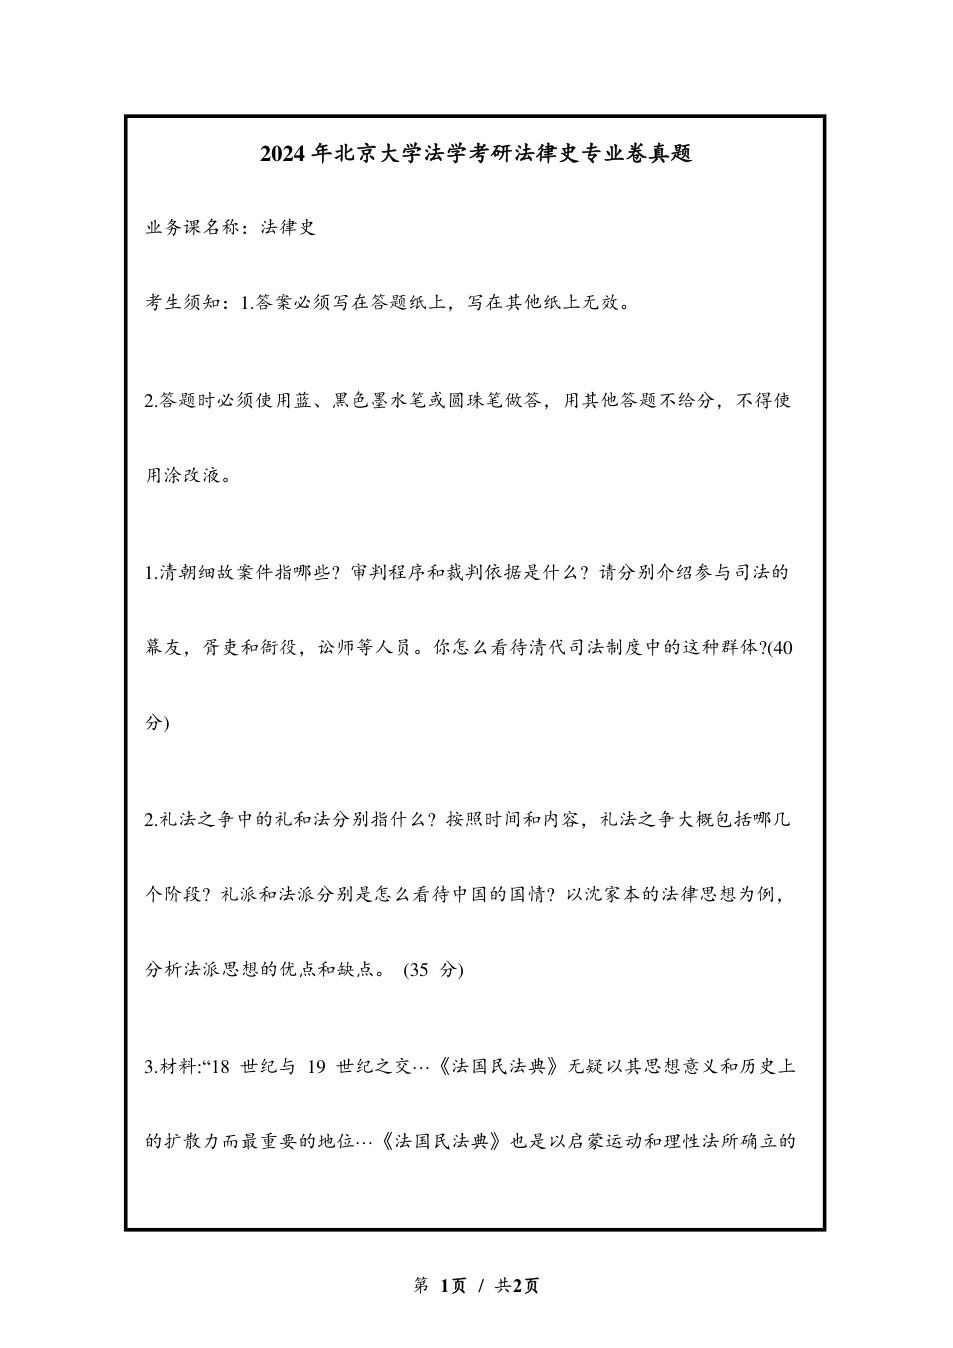 2024 年北京大学法学考研法律史专业卷真题
业务课名称：法律史
考生须知：1.答案必须写在答题纸上，写在其他纸上无效。
2.答题时必须使用蓝、黑色墨水笔或圆珠笔做答，用其他答题不给分，不得使
用涂改液。
1.清朝细故案件指哪些？审判程序和裁判依据是什么？请分别介绍参与司法的
幕友，胥吏和衙役，讼师等人员。你怎么看待清代司法制度中的这种群体?(40
分)
2.礼法之争中的礼和法分别指什么？按照时间和内容，礼法之争大概包括哪几
个阶段？礼派和法派分别是怎么看待中国的国情？以沈家本的法律思想为例，
分析法派思想的优点和缺点。 (35 分)
3.材料:“18 世纪与 19 世纪之交…《法国民法典》无疑以其思想意义和历史上
的扩散力而最重要的地位…《法国民法典》也是以启蒙运动和理性法所确立的
第 1页 / 共2页